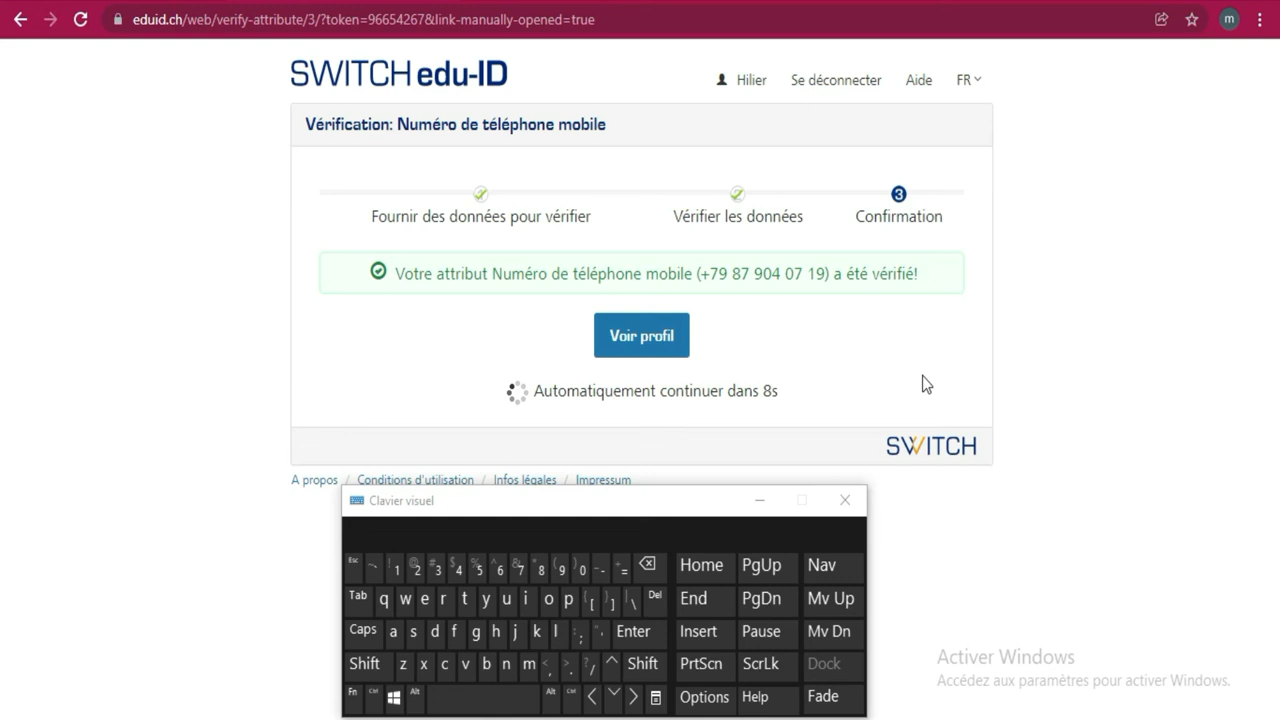 eduid.ch/web/verify-attribute/3/?token=96654267&link-manually-opened=true
m
SWITCH edu-ID
Hilier Se déconnecter Aide FR
Vérification: Numéro de téléphone mobile
3
Fournir des données pour vérifier Vérifier les données Confirmation
Votre attribut Numéro de téléphone mobile (+79 87 904 07 19) a été vérifié!
Voir profil
Automatiquement continuer dans 8s
SWITCH
A propos / Conditions d'utilisation / Infos légales / Impressum
Clavier visuel
Esc ! 1 @ 2 # 3 $ 4 % 5 ^ 6 & 7 * 8 ( 9 ) 0 - + = Home PgUp Nav
Tab q w e r t y u i o p [ ] \ Del End PgDn Mv Up
Caps a s d f g h j k l : ; Enter Insert Pause Mv Dn
Shift z x c v b n m , . ? / Shift PrtScn ScrLk Dock
Fn Ctrl Alt Alt Ctrl Options Help Fade
Activer Windows
Accédez aux paramètres pour activer Windows.